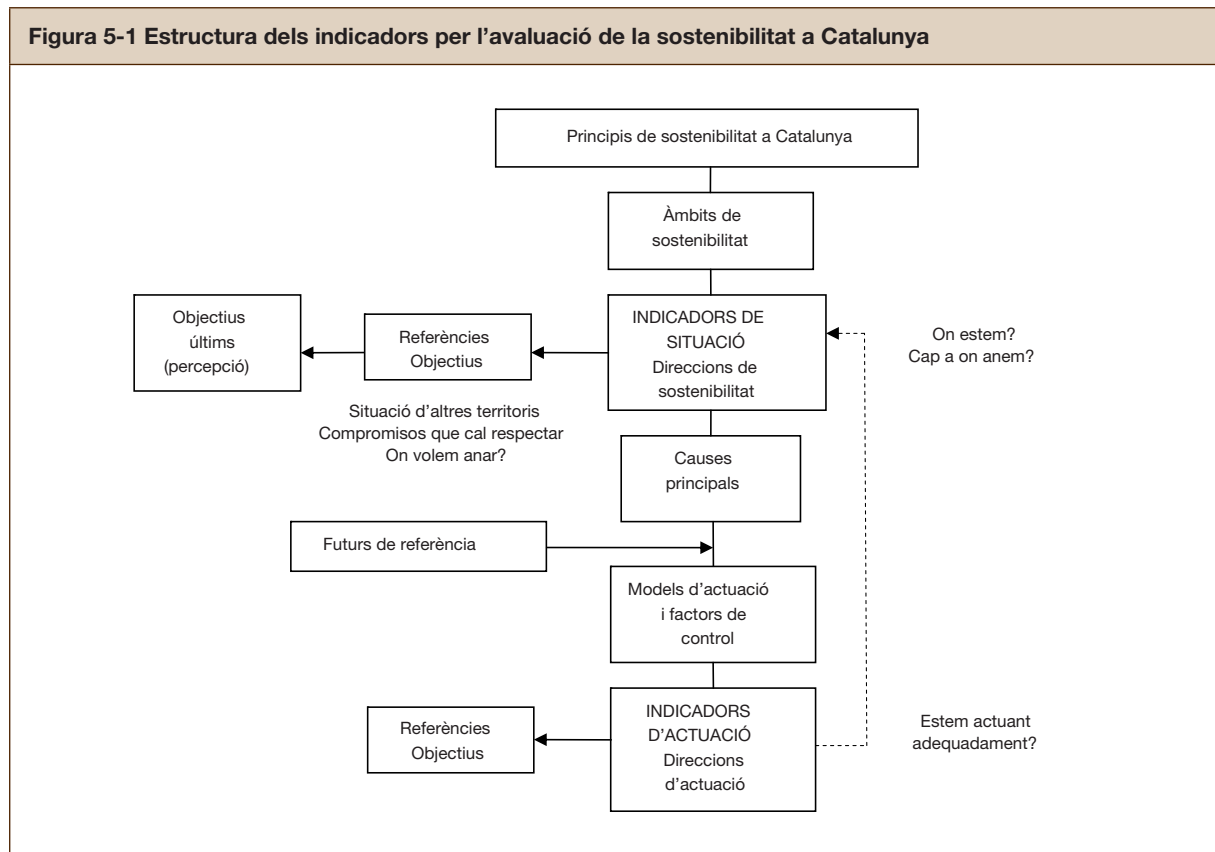 Figura 5-1 Estructura dels indicadors per l’avaluació de la sostenibilitat a Catalunya
Principis de sostenibilitat a Catalunya
Àmbits de
sostenibilitat
Objectius
últims
(percepció)
Referències
Objectius
INDICADORS DE
SITUACIÓ
Direccions de
sostenibilitat
On estem?
Cap a on anem?
Situació d’altres territoris
Compromisos que cal respectar
On volem anar?
Causes
principals
Futurs de referència
Models d’actuació
i factors de
control
Referències
Objectius
INDICADORS
D’ACTUACIÓ
Direccions
d’actuació
Estem actuant
adequadament?